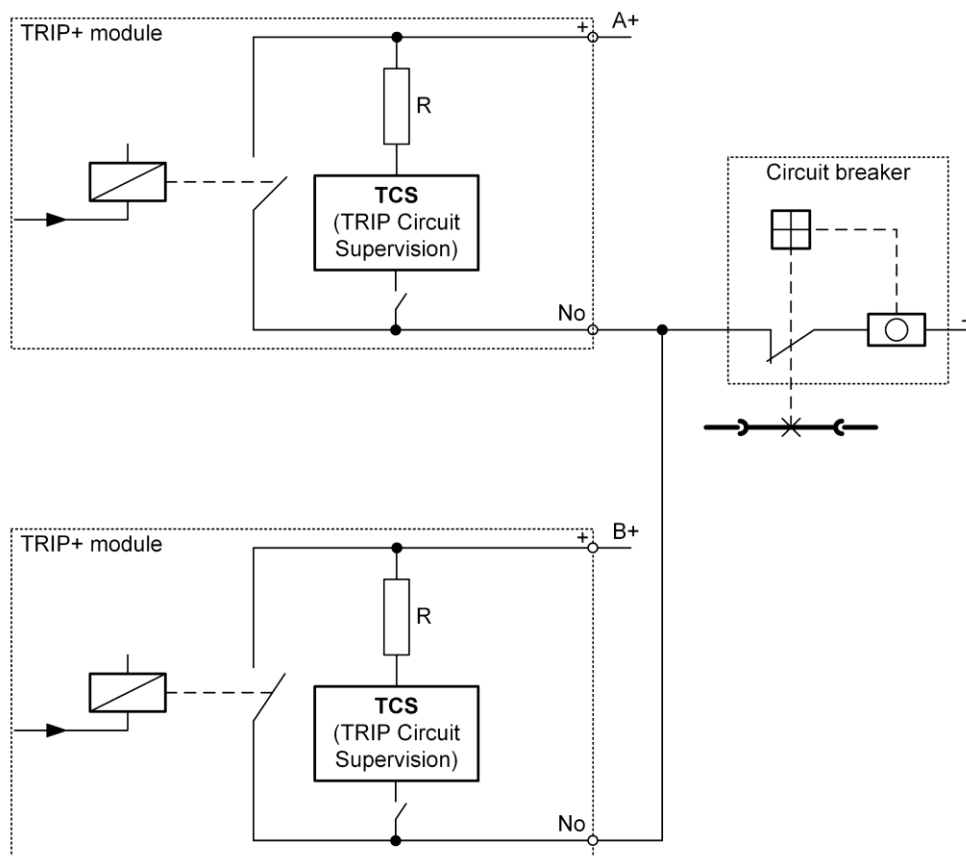 TRIP+ module
+
A+
R
TCS
(TRIP Circuit
Supervision)
No
Circuit breaker
-
TRIP+ module
+
B+
R
TCS
(TRIP Circuit
Supervision)
No